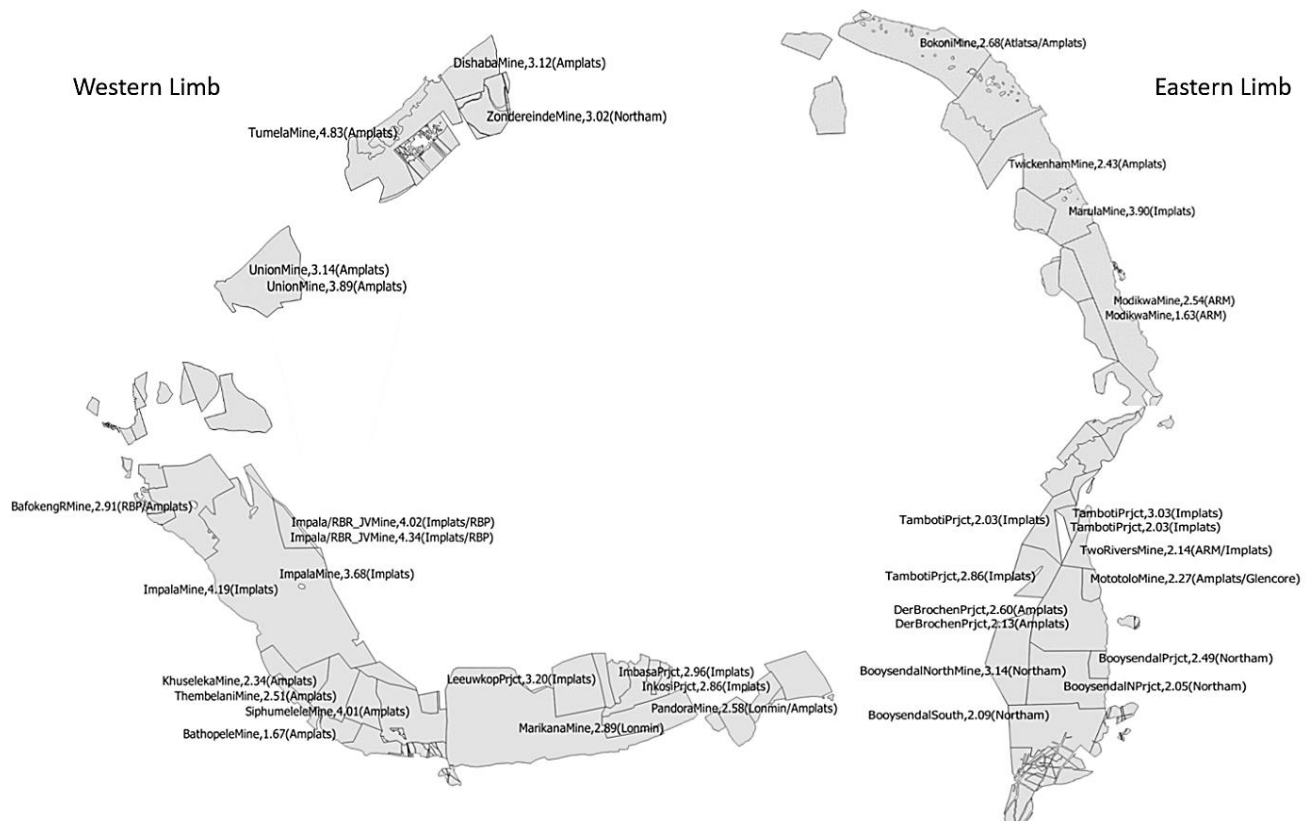 Western Limb
DishabaMine,3.12(Amplats)
ZondereindeMine,3.02(Northam)
TumelaMine,4.83(Amplats)
UnionMine,3.14(Amplats)
UnionMine,3.89(Amplats)
BafokengRMine,2.91(RBP/Amplats)
Impala/RBR_JVMine,4.02(Implats/RBP)
Impala/RBR_JVMine,4.34(Implats/RBP)
ImpalaMine,3.68(Implats)
ImpalaMine,4.19(Implats)
KhuselekaMine,2.34(Amplats)
ThembelaniMine,2.51(Amplats)
SiphumeleleMine,4.01(Amplats)
BathopeleMine,1.67(Amplats)
LeeuwkopPrjct,3.20(Implats)
ImbasaPrjct,2.96(Implats)
InkosiPrjct,2.86(Implats)
PandoraMine,2.58(Lonmin/Amplats)
MarikanaMine,2.89(Lonmin)
Eastern Limb
BokoniMine,2.68(Atlatsa/Amplats)
TwickenhamMine,2.43(Amplats)
MarulaMine,3.90(Implats)
ModikwaMine,2.54(ARM)
ModikwaMine,1.63(ARM)
TambotiPrjct,2.03(Implats)
TambotiPrjct,3.03(Implats)
TambotiPrjct,2.03(Implats)
TwoRiversMine,2.14(ARM/Implats)
TambotiPrjct,2.86(Implats)
MototoloMine,2.27(Amplats/Glencore)
DerBrochenPrjct,2.60(Amplats)
DerBrochenPrjct,2.13(Amplats)
BooysendalNorthMine,3.14(Northam)
BooysendalPrjct,2.49(Northam)
BooysendalNPrjct,2.05(Northam)
BooysendalSouth,2.09(Northam)